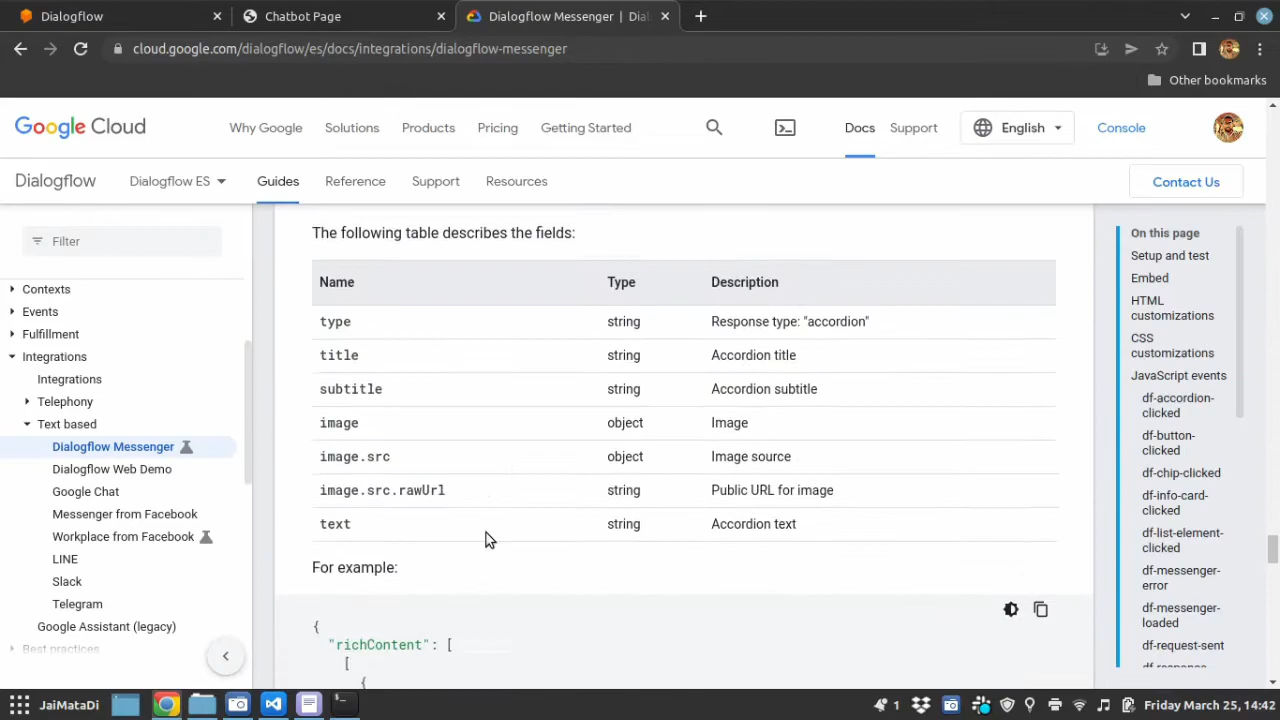 Dialogflow
Chatbot Page
Dialogflow Messenger | Dia
cloud.google.com/dialogflow/es/docs/integrations/dialogflow-messenger
Other bookmarks
Google Cloud
Why Google
Solutions
Products
Pricing
Getting Started
Docs
Support
English
Console
Dialogflow
Dialogflow ES
Guides
Reference
Support
Resources
Contact Us
Filter
Contexts
Events
Fulfillment
Integrations
Integrations
Telephony
Text based
Dialogflow Messenger
Dialogflow Web Demo
Google Chat
Messenger from Facebook
Workplace from Facebook
LINE
Slack
Telegram
Google Assistant (legacy)
Best practices
The following table describes the fields:
Name Type Description
type string Response type: "accordion"
title string Accordion title
subtitle string Accordion subtitle
image object Image
image.src object Image source
image.src.rawUrl string Public URL for image
text string Accordion text
For example:
{
"richContent": [
[
{
On this page
Setup and test
Embed
HTML
customizations
CSS
customizations
JavaScript events
df-accordion-
clicked
df-button-
clicked
df-chip-clicked
df-info-card-
clicked
df-list-element-
clicked
df-messenger-
error
df-messenger-
loaded
df-request-sent
df-response-
JaiMataDi
1
Friday March 25, 14:42